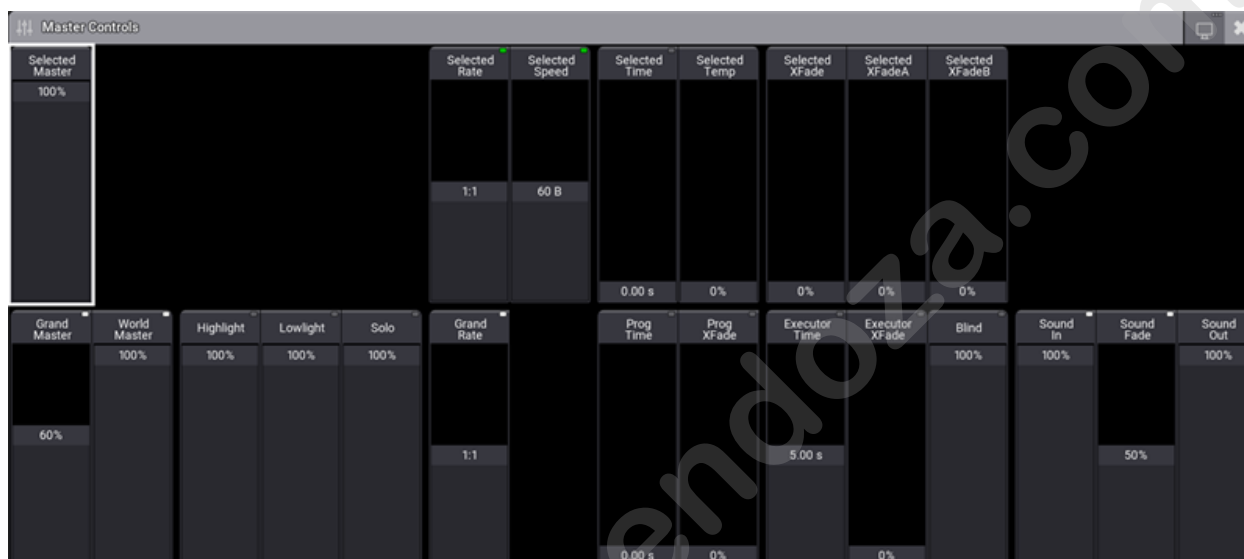 Master Controls
Selected Master
Selected Rate
Selected Speed
Selected Time
Selected Temp
Selected XFade
Selected XFadeA
Selected XFadeB
100%
1:1
60 B
0.00 s
0%
0%
0%
0%
Grand Master
World Master
Highlight
Lowlight
Solo
Grand Rate
Prog Time
Prog XFade
Executor Time
Executor XFade
Blind
Sound In
Sound Fade
Sound Out
100%
100%
100%
100%
100%
100%
100%
60%
1:1
5.00 s
50%
0.00 s
0%
0%
endoza.com